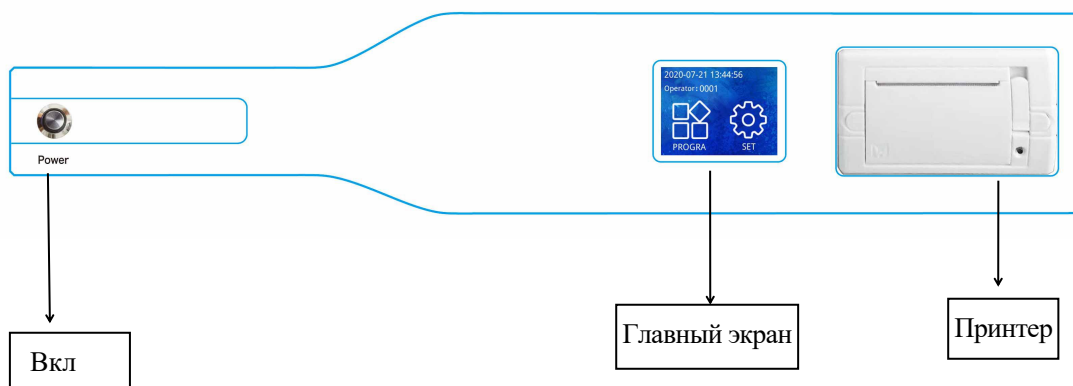 2020-07-21 13:44:56
Operator: 0001
PROGRA
SET
Power
Вкл
Главный экран
Принтер